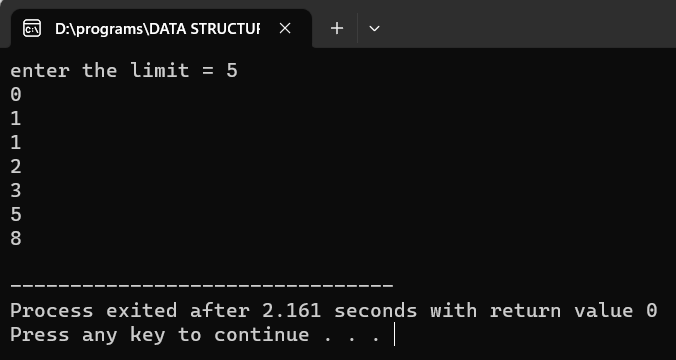 D:\programs\DATA STRUCTUR
enter the limit = 5
0
1
1
2
3
5
8
--------------------------------
Process exited after 2.161 seconds with return value 0
Press any key to continue . . .